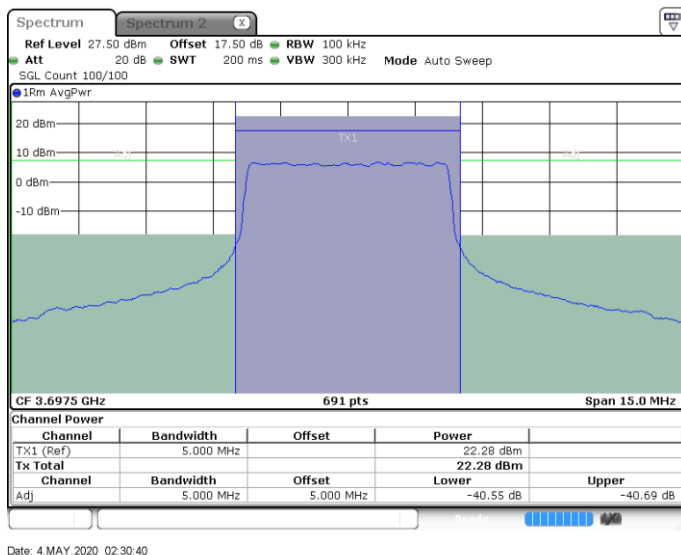 Spectrum Spectrum 2 X
Ref Level 27.50 dBm Offset 17.50 dB RBW 100 kHz
Att 20 dB SWT 200 ms VBW 300 kHz Mode Auto Sweep
SGL Count 100/100
1Rm AvgPwr
20 dBm
TX1
10 dBm Adj Adj
0 dBm
-10 dBm
CF 3.6975 GHz 691 pts Span 15.0 MHz
Channel Power
Channel Bandwidth Offset Power
TX1 (Ref) 5.000 MHz 22.28 dBm
Tx Total 22.28 dBm
Channel Bandwidth Offset Lower Upper
Adj 5.000 MHz 5.000 MHz -40.55 dB -40.69 dB
Ready
Date: 4.MAY.2020 02:30:40